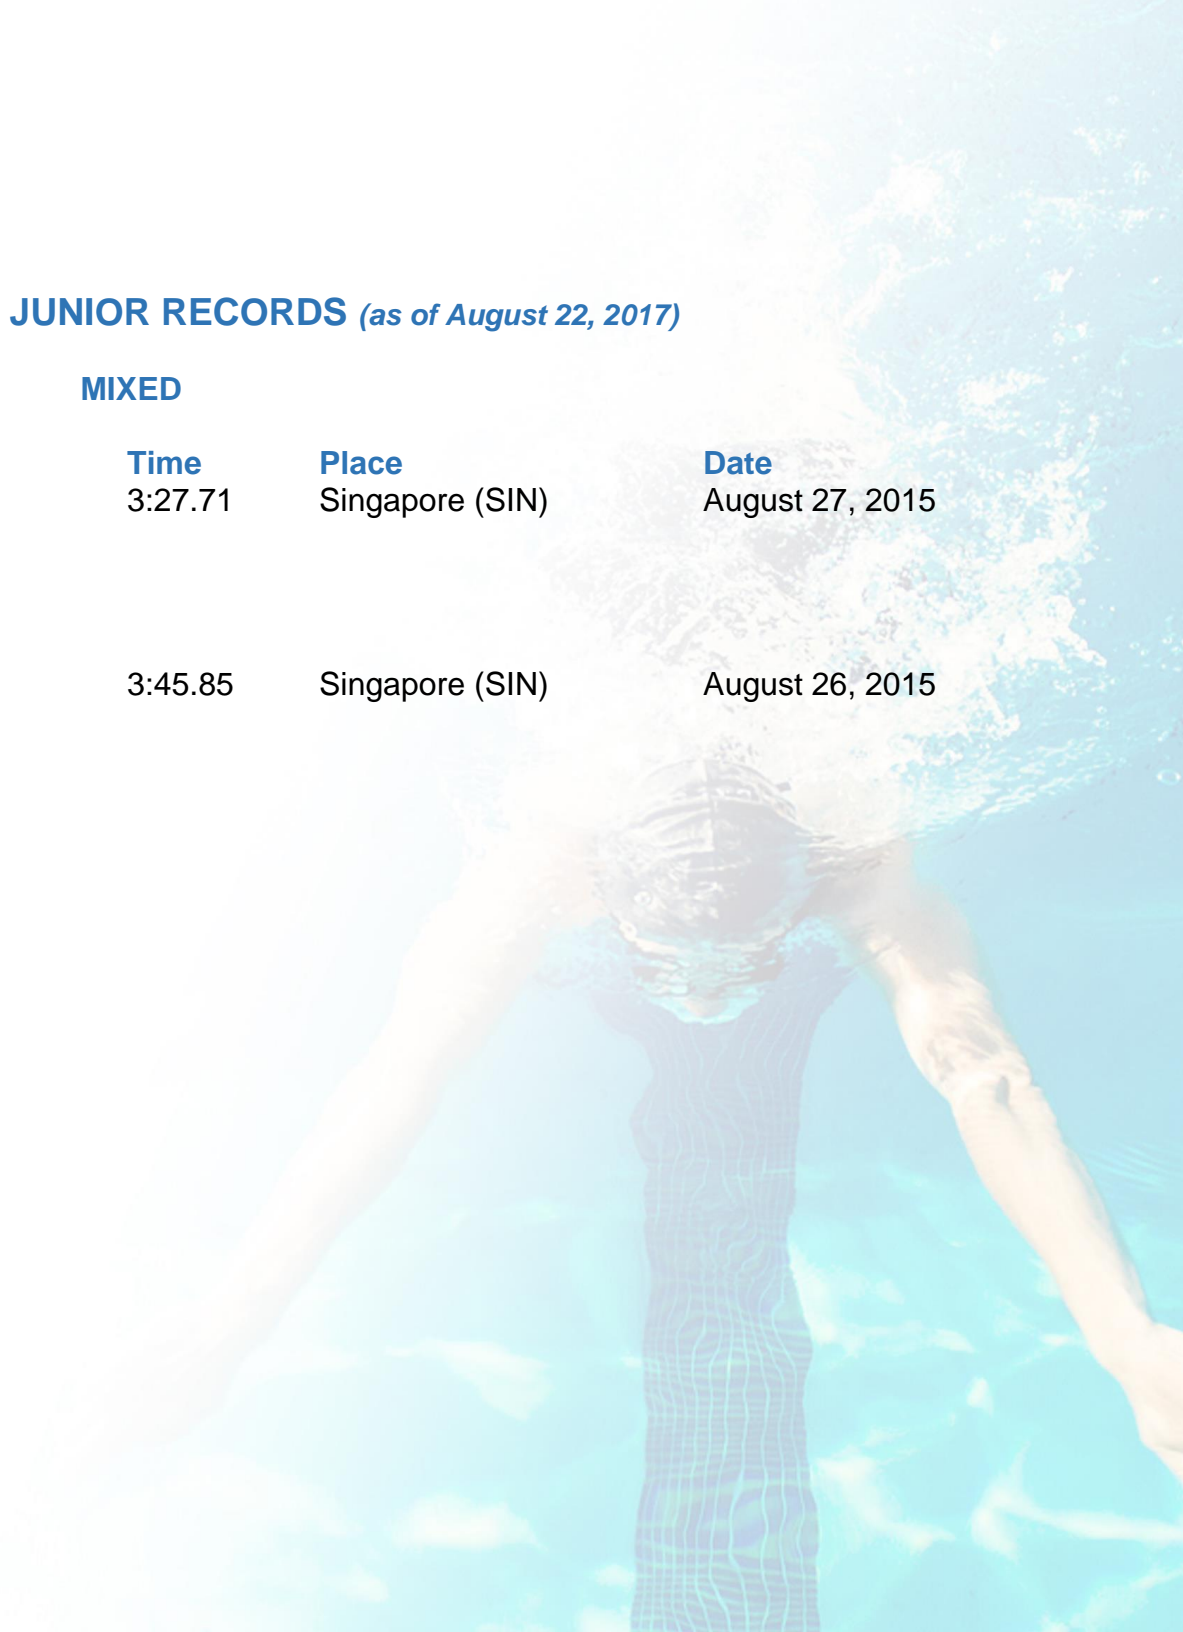 JUNIOR RECORDS (as of August 22, 2017)
MIXED
Time Place Date
3:27.71 Singapore (SIN) August 27, 2015
3:45.85 Singapore (SIN) August 26, 2015